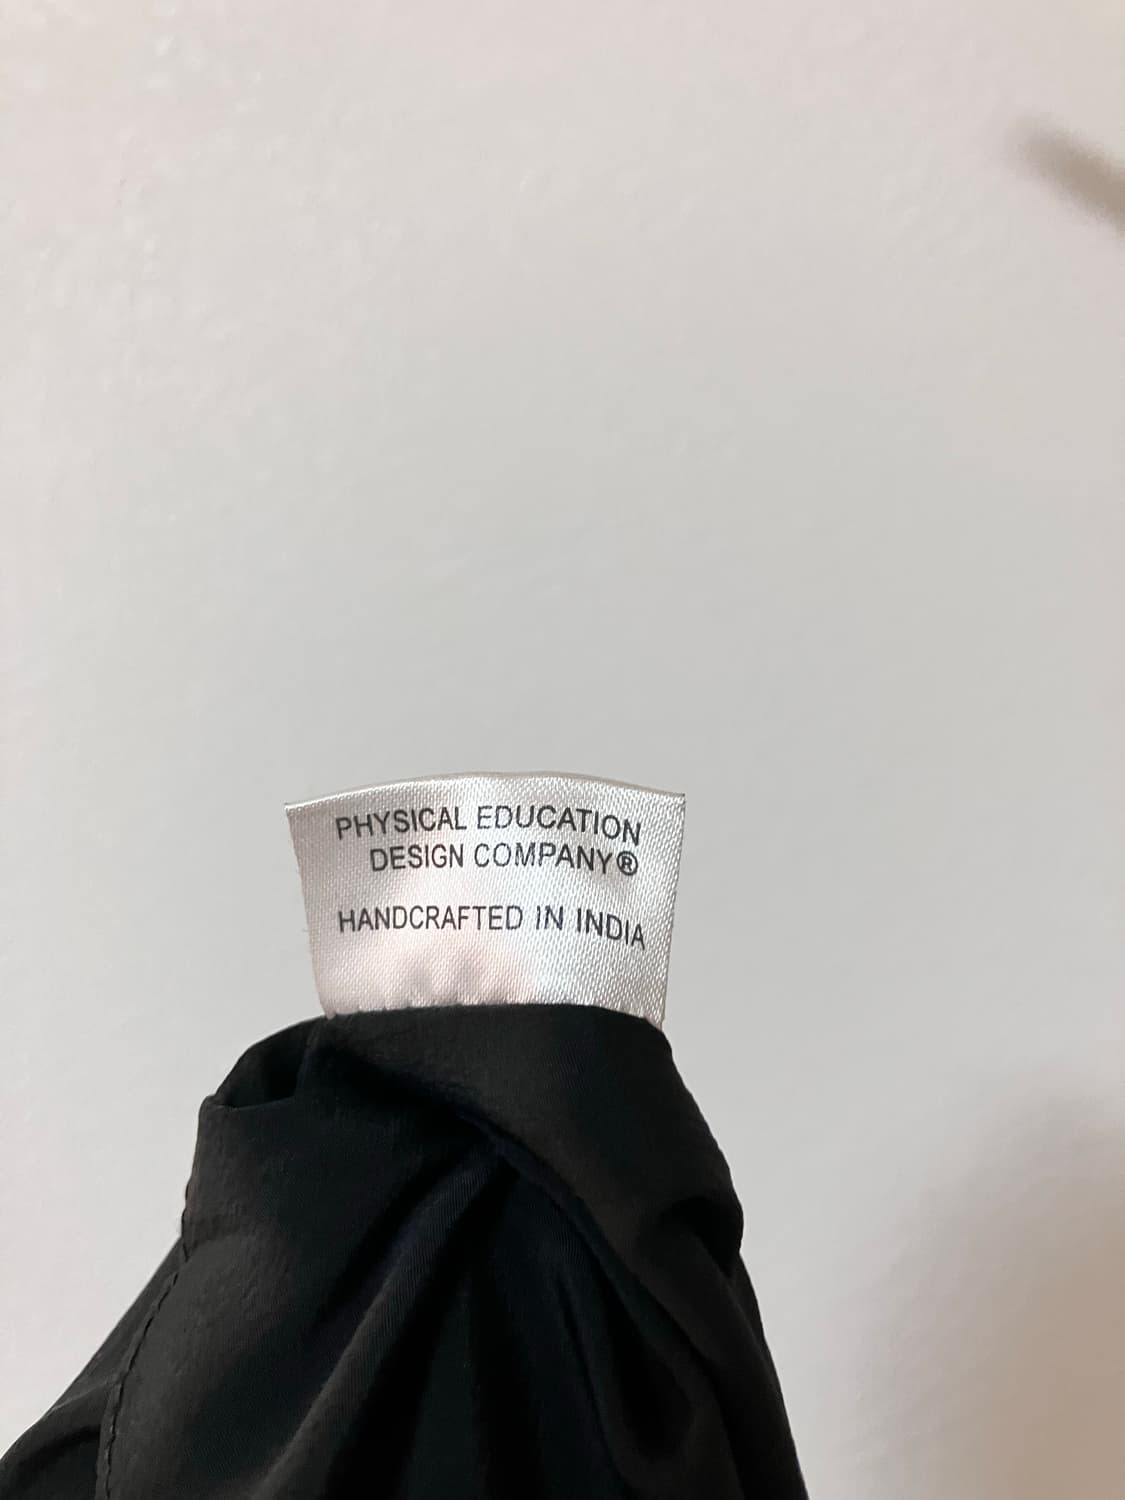 PHYSICAL EDUCATION
DESIGN COMPANY®
HANDCRAFTED IN INDIA